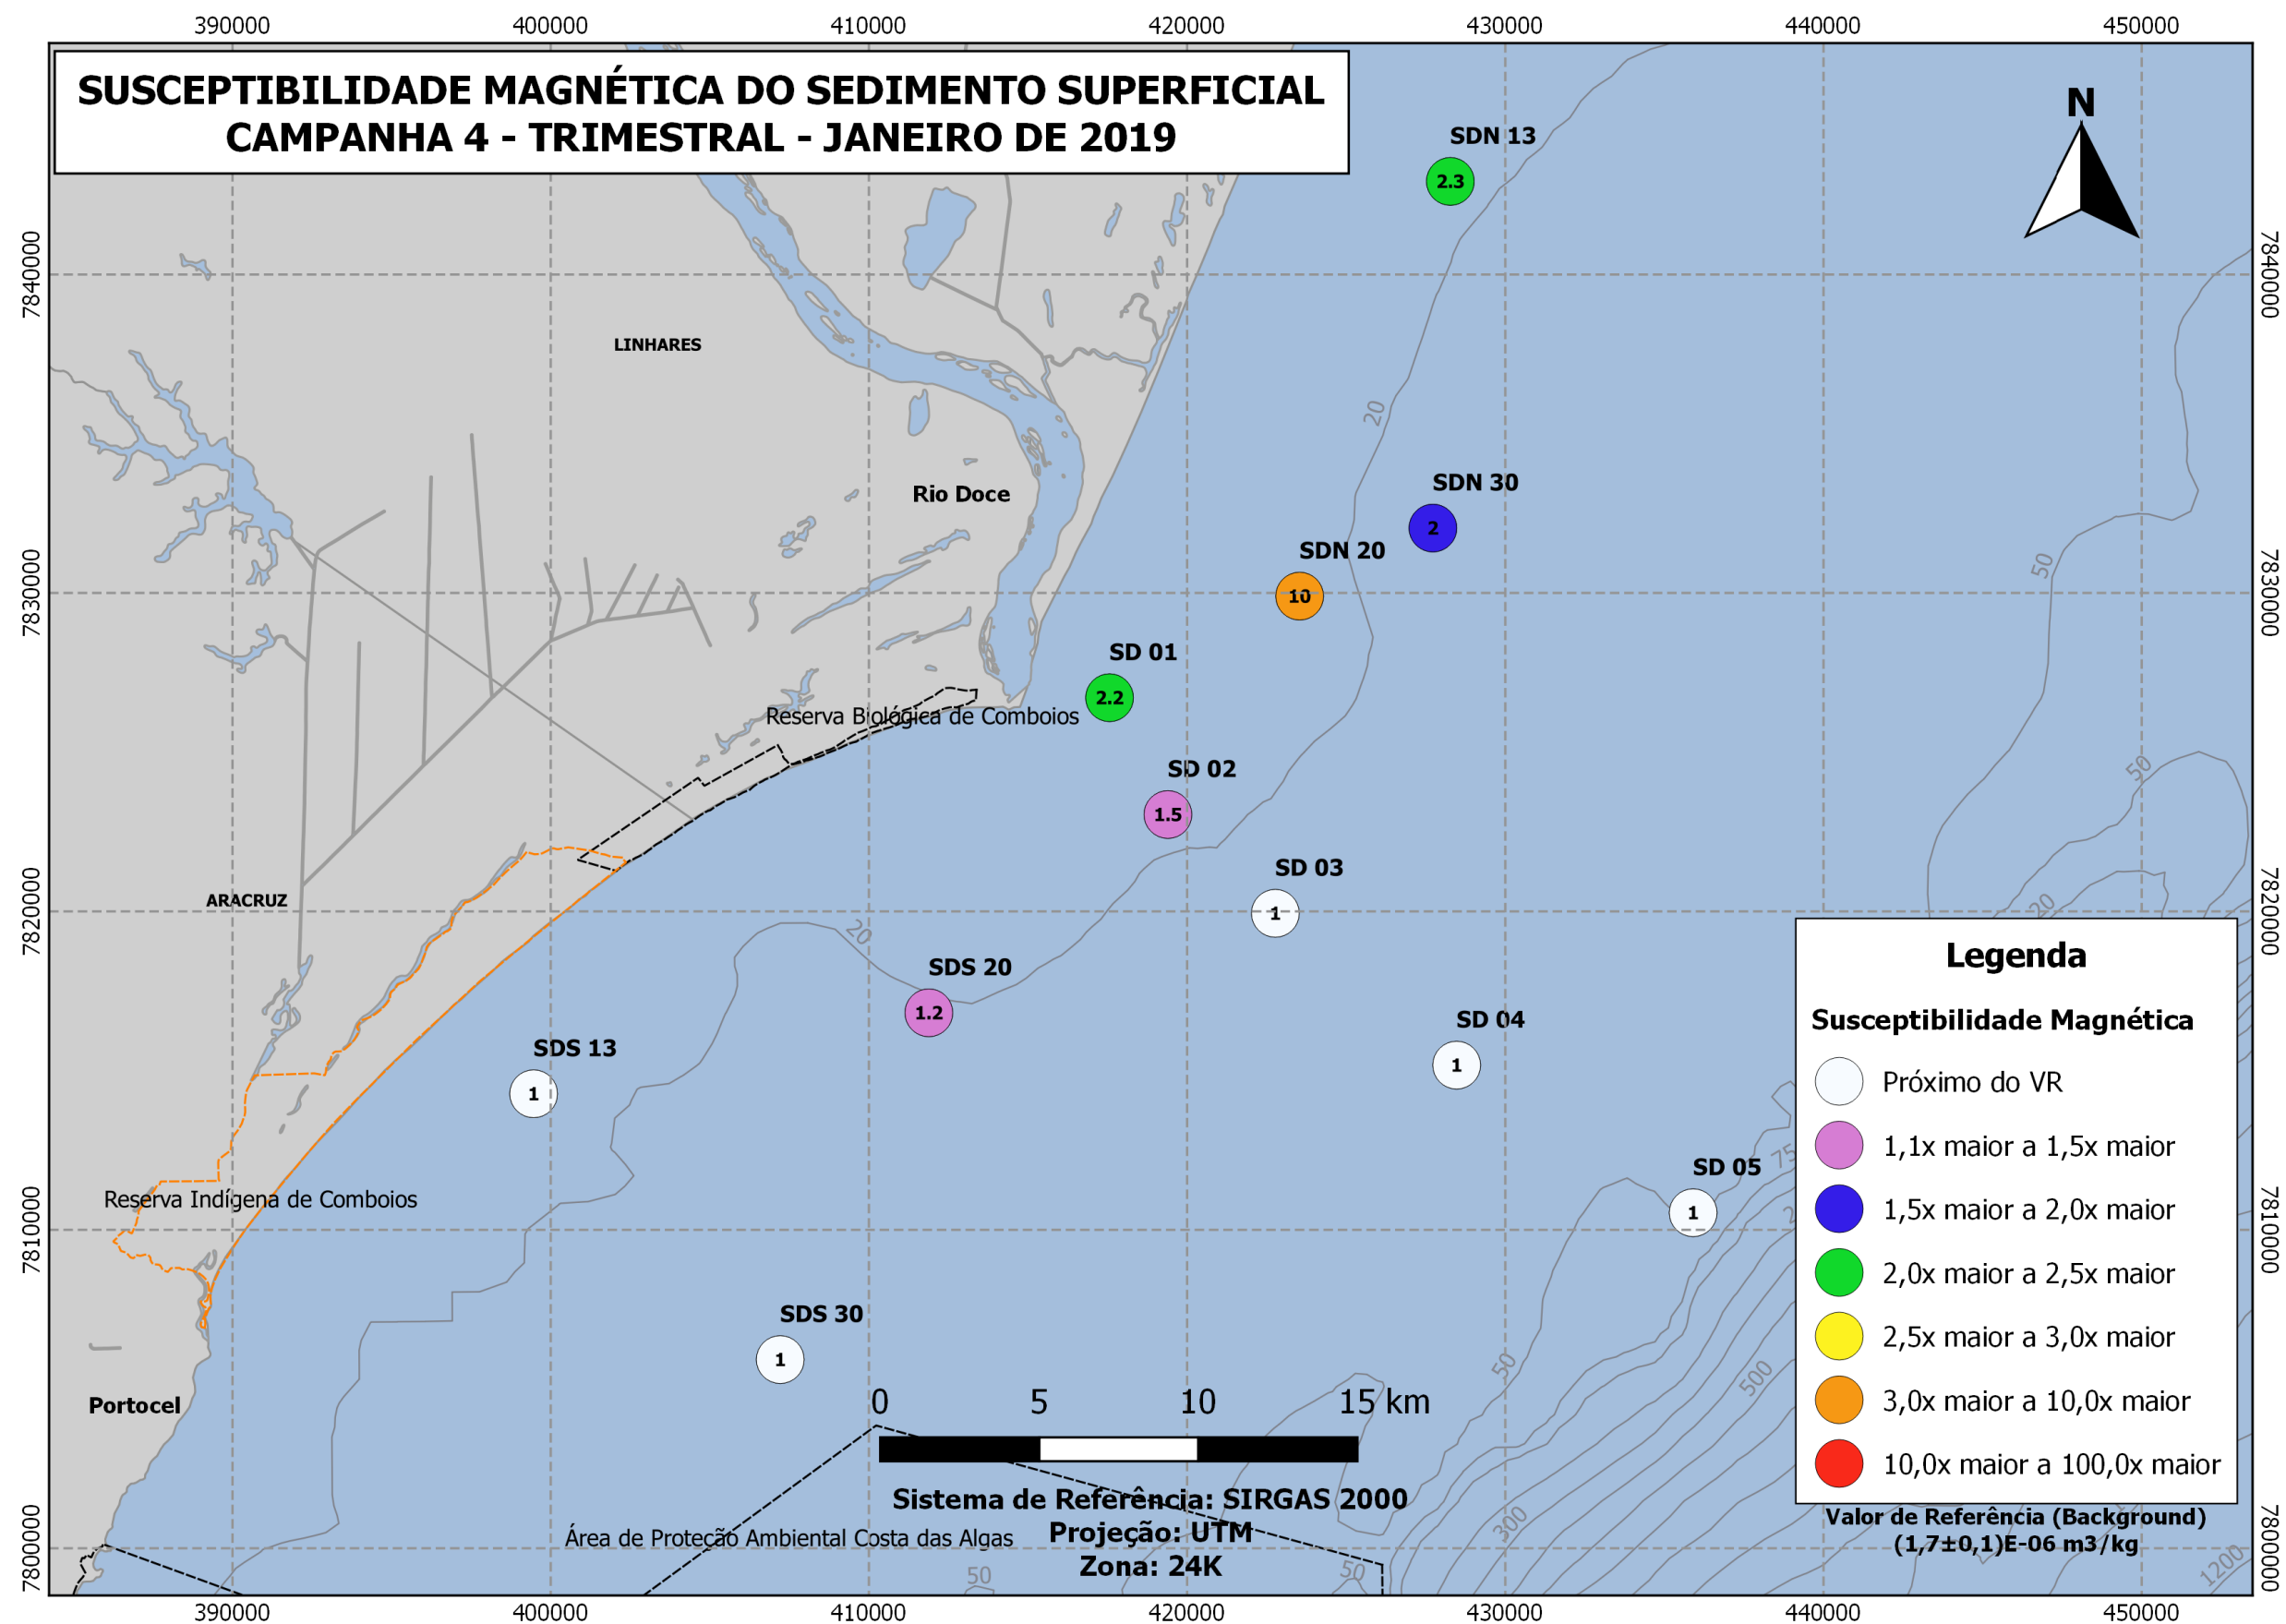 390000
400000
410000
420000
430000
440000
450000
SUSCEPTIBILIDADE MAGNÉTICA DO SEDIMENTO SUPERFICIAL
CAMPANHA 4 - TRIMESTRAL - JANEIRO DE 2019
N
SDN 13
2.3
7840000
7840000
LINHARES
20
Rio Doce
SDN 30
2
SDN 20
10
50
7830000
7830000
SD 01
2.2
Reserva Biológica de Comboios
SD 02
1.5
50
SD 03
1
ARACRUZ
7820000
7820000
20
20
SDS 20
1.2
SD 04
1
SDS 13
1
SD 05
1
75
Reserva Indígena de Comboios
7810000
7810000
SDS 30
1
50
500
Portocel
0
5
10
15 km
Legenda
Susceptibilidade Magnética
Próximo do VR
1,1x maior a 1,5x maior
1,5x maior a 2,0x maior
2,0x maior a 2,5x maior
2,5x maior a 3,0x maior
3,0x maior a 10,0x maior
10,0x maior a 100,0x maior
Valor de Referência (Background)
(1,7±0,1)E-06 m3/kg
Sistema de Referência: SIRGAS 2000
Projeção: UTM
Zona: 24K
Área de Proteção Ambiental Costa das Algas
300
50
50
1200
7800000
7800000
390000
400000
410000
420000
430000
440000
450000